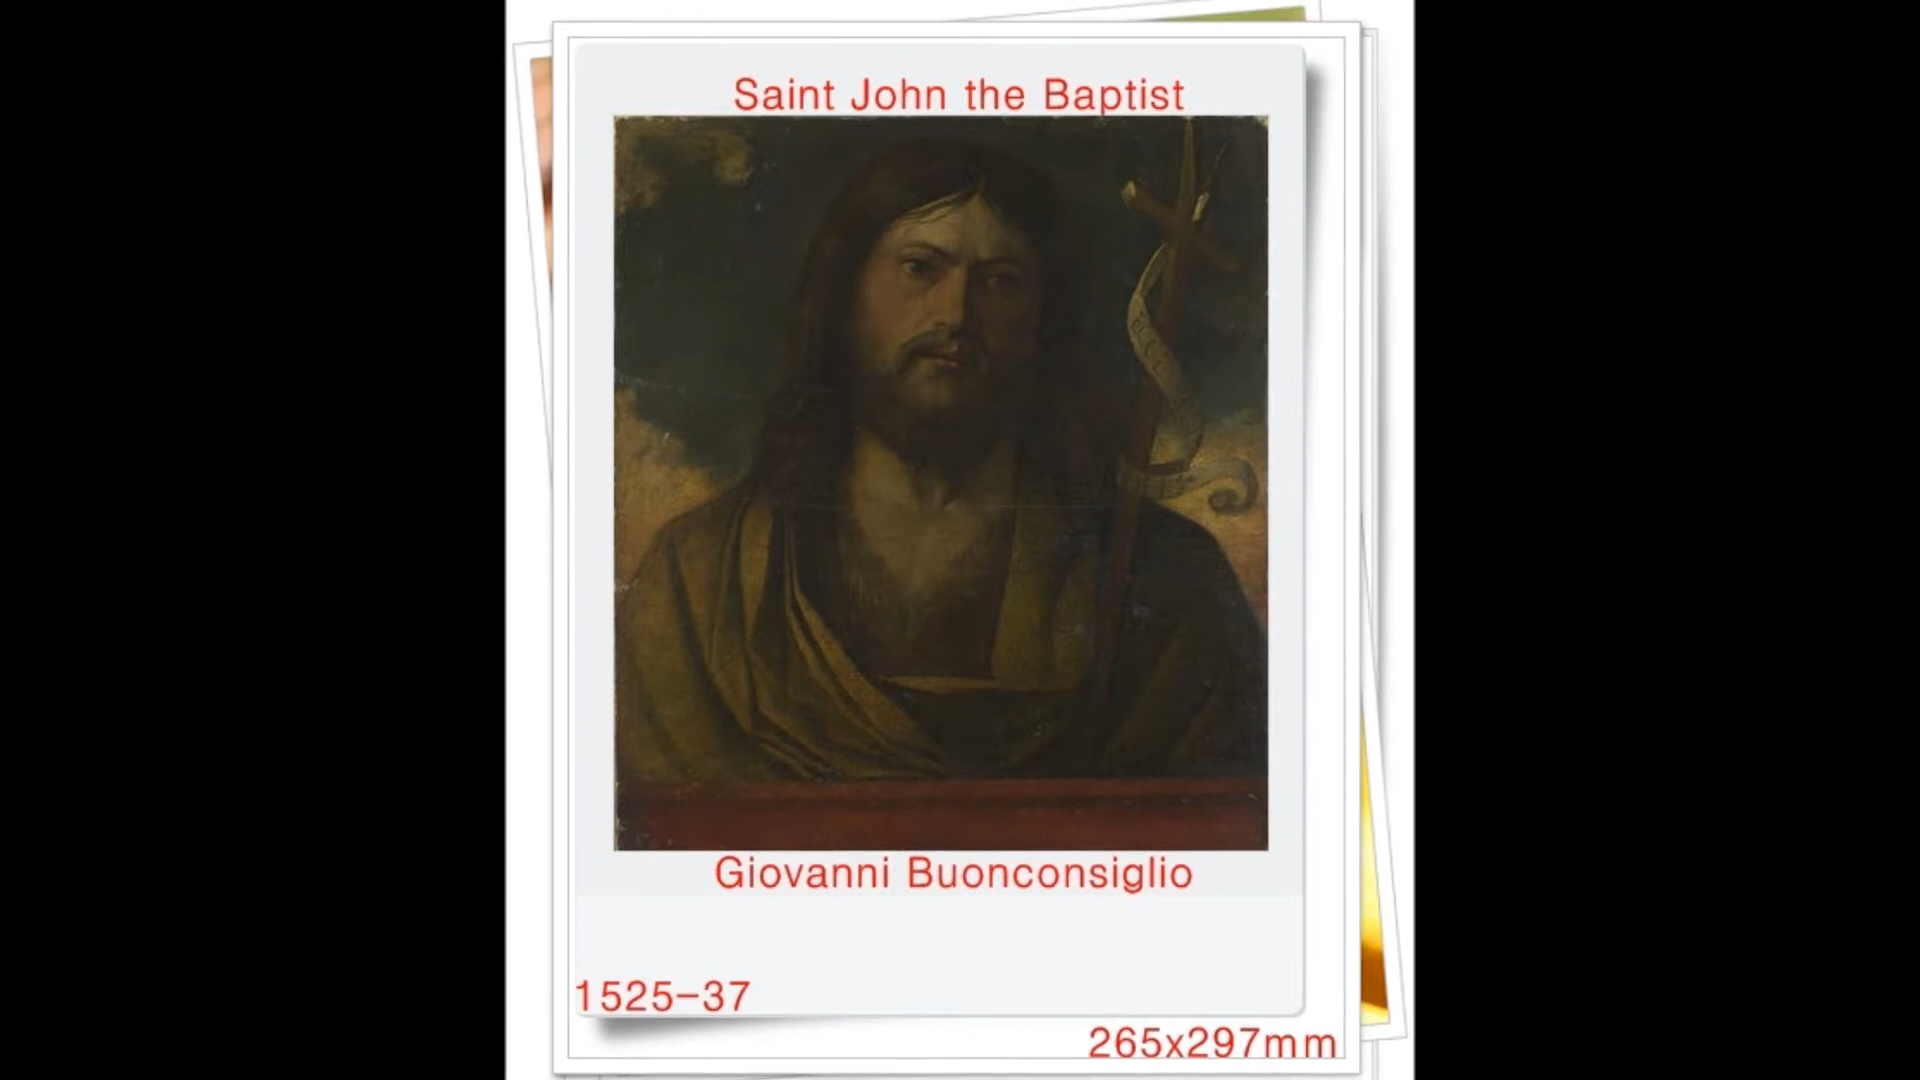 Saint John the Baptist
Giovanni Buonconsiglio
1525-37
265x297mm